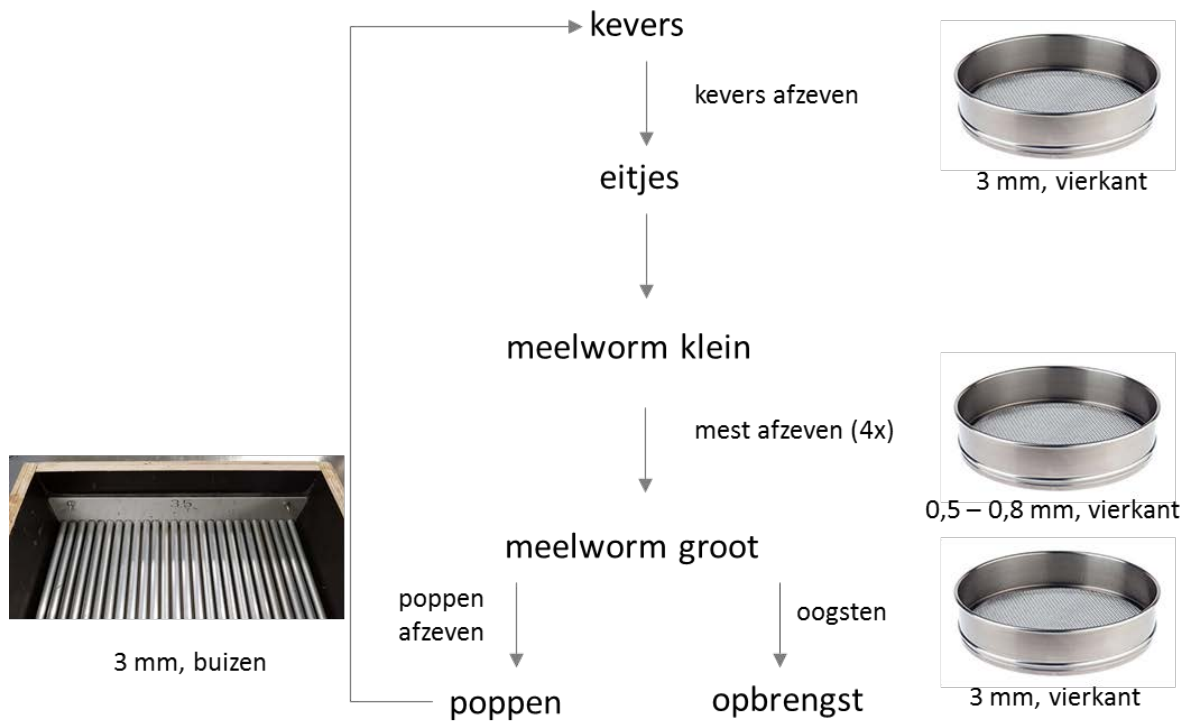 kevers
kevers afzeven
3 mm, vierkant
eitjes
meelworm klein
mest afzeven (4x)
0,5 – 0,8 mm, vierkant
meelworm groot
poppen
afzeven
oogsten
3 mm, buizen
poppen
opbrengst
3 mm, vierkant